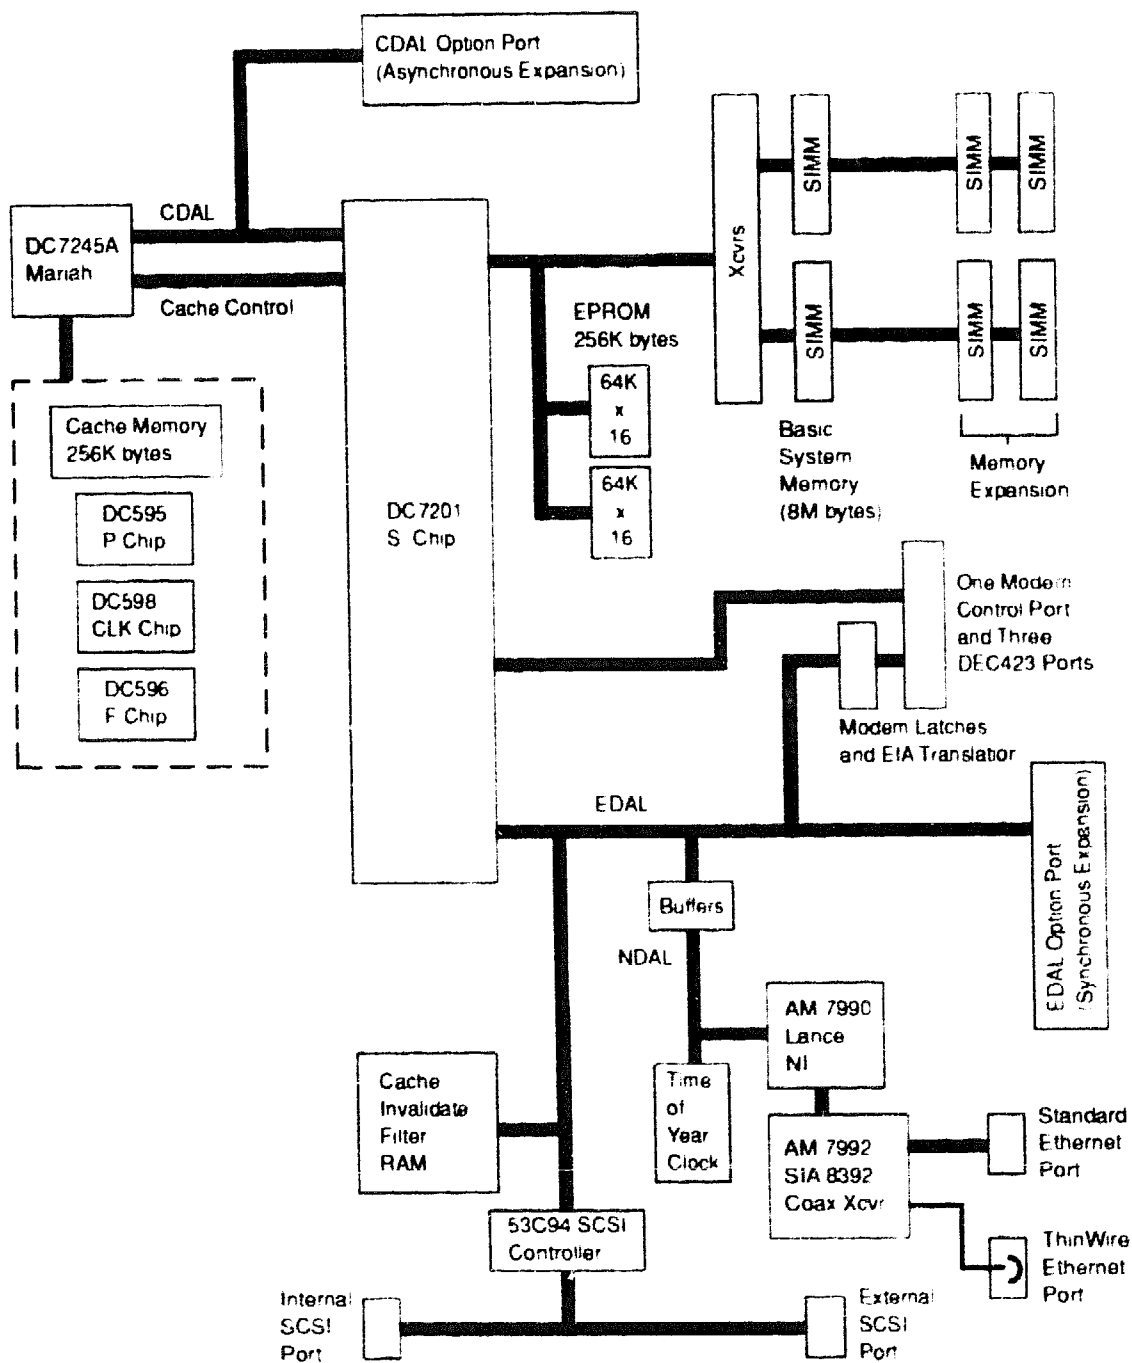 CDAL Option Port
(Asynchronous Expansion)
CDAL
DC7245A
Mariah
Cache Control
Cache Memory
256K bytes
DC595
P Chip
DC598
CLK Chip
DC596
F Chip
DC7201
S Chip
EPROM
256K bytes
64K
x
16
64K
x
16
Xcvrs
SIMM
SIMM
SIMM
SIMM
SIMM
SIMM
Basic
System
Memory
(8M bytes)
Memory
Expansion
One Modem
Control Port
and Three
DEC423 Ports
Modem Latches
and EIA Translator
EDAL
EDAL Option Port
(Synchronous Expansion)
Buffers
NDAL
AM 7990
Lance
NI
Time
of
Year
Clock
AM 7992
SIA 8392
Coax Xcvr
Standard
Ethernet
Port
ThinWire
Ethernet
Port
Cache
Invalidate
Filter
RAM
53C94 SCSI
Controller
Internal
SCSI
Port
External
SCSI
Port